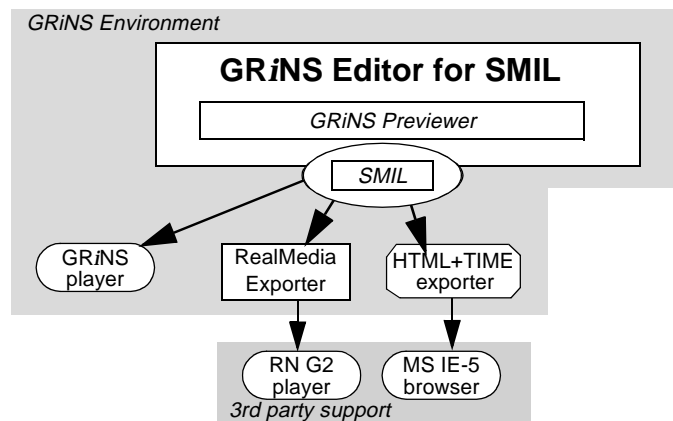 GRiNS Environment
GRiNS Editor for SMIL
GRiNS Previewer
SMIL
GRiNS
player
RealMedia
Exporter
HTML+TIME
exporter
RN G2
player
MS IE-5
browser
3rd party support